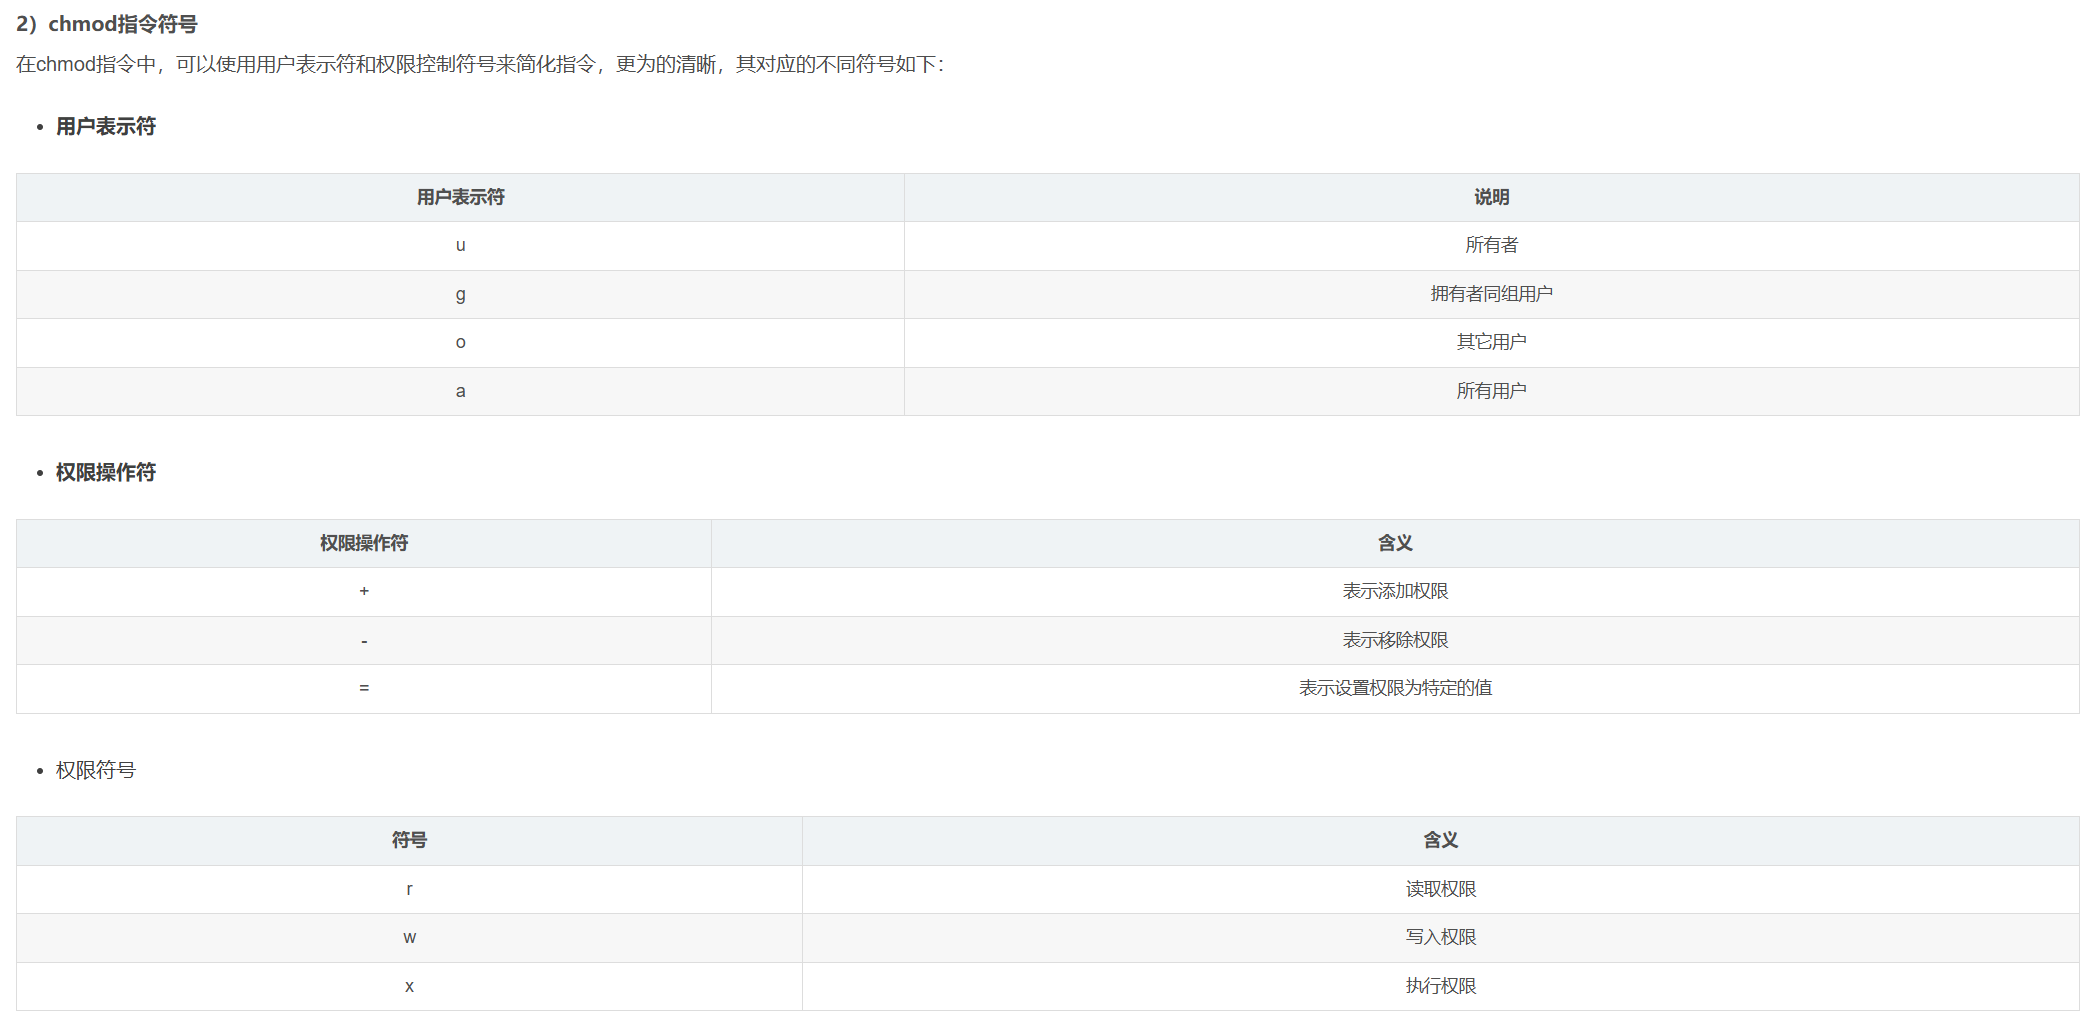 2）chmod指令符号
在chmod指令中，可以使用用户表示符和权限控制符号来简化指令，更为的清晰，其对应的不同符号如下：
• 用户表示符
用户表示符 说明
u 所有者
g 拥有者同组用户
o 其它用户
a 所有用户
• 权限操作符
权限操作符 含义
+ 表示添加权限
- 表示移除权限
= 表示设置权限为特定的值
• 权限符号
符号 含义
r 读取权限
w 写入权限
x 执行权限